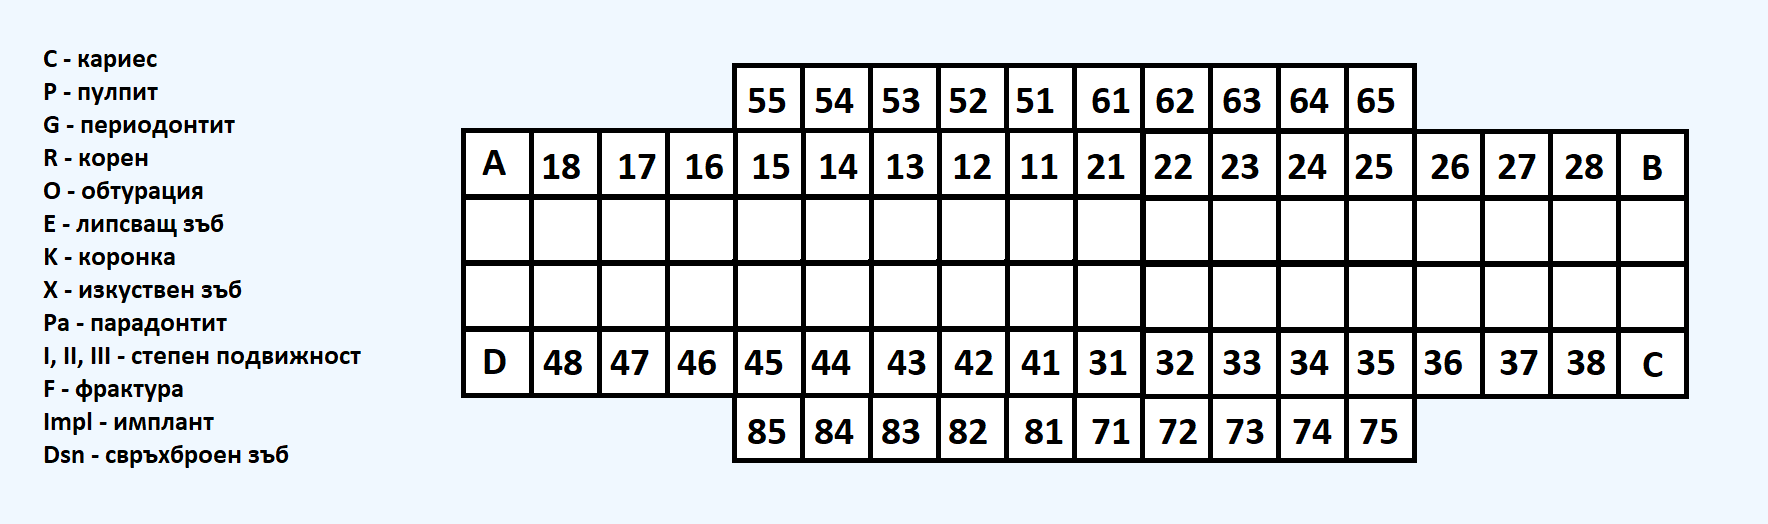 C - кариес
P - пулпит
G - периодонтит
R - корен
O - обтурация
E - липсващ зъб
K - коронка
X - изкуствен зъб
Pa - парадонтит
I, II, III - степен подвижност
F - фрактура
Impl - имплант
Dsn - свръхброен зъб
55 54 53 52 51 61 62 63 64 65
A 18 17 16 15 14 13 12 11 21 22 23 24 25 26 27 28 B
D 48 47 46 45 44 43 42 41 31 32 33 34 35 36 37 38 C
85 84 83 82 81 71 72 73 74 75